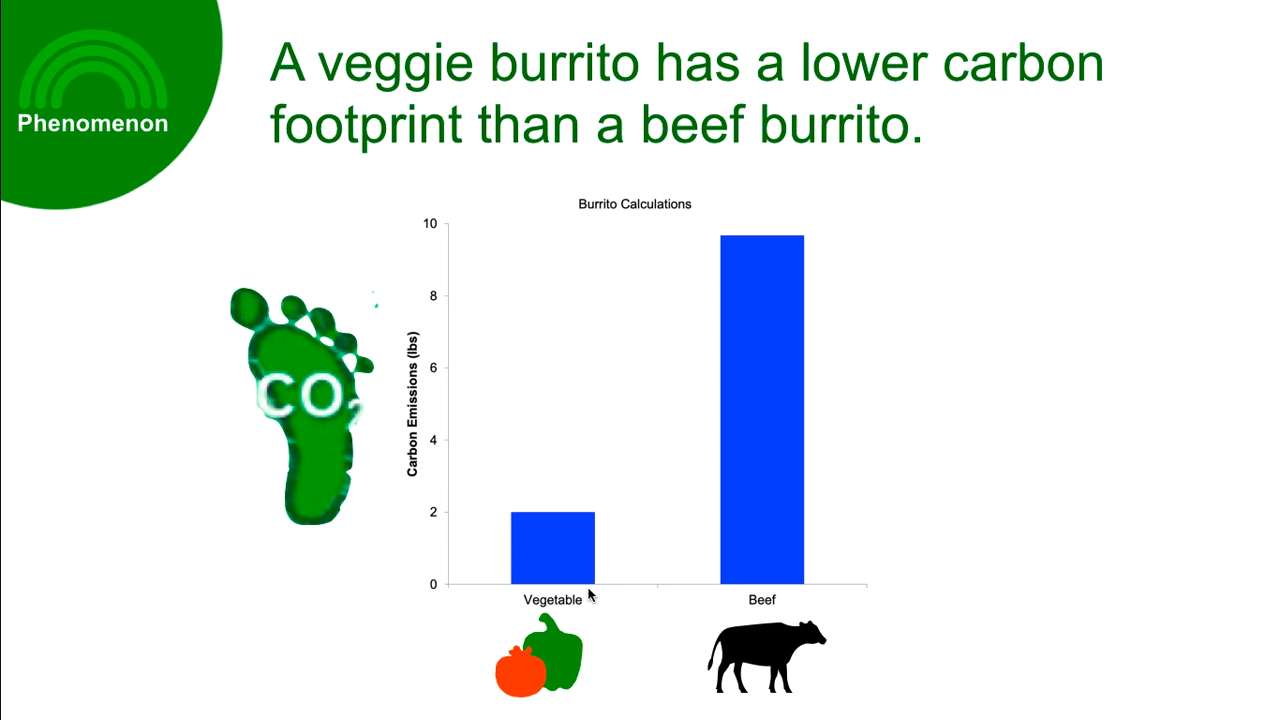 Phenomenon
A veggie burrito has a lower carbon
footprint than a beef burrito.
Burrito Calculations
10
8
6
4
2
0
Carbon Emissions (lbs)
CO2
Vegetable
Beef